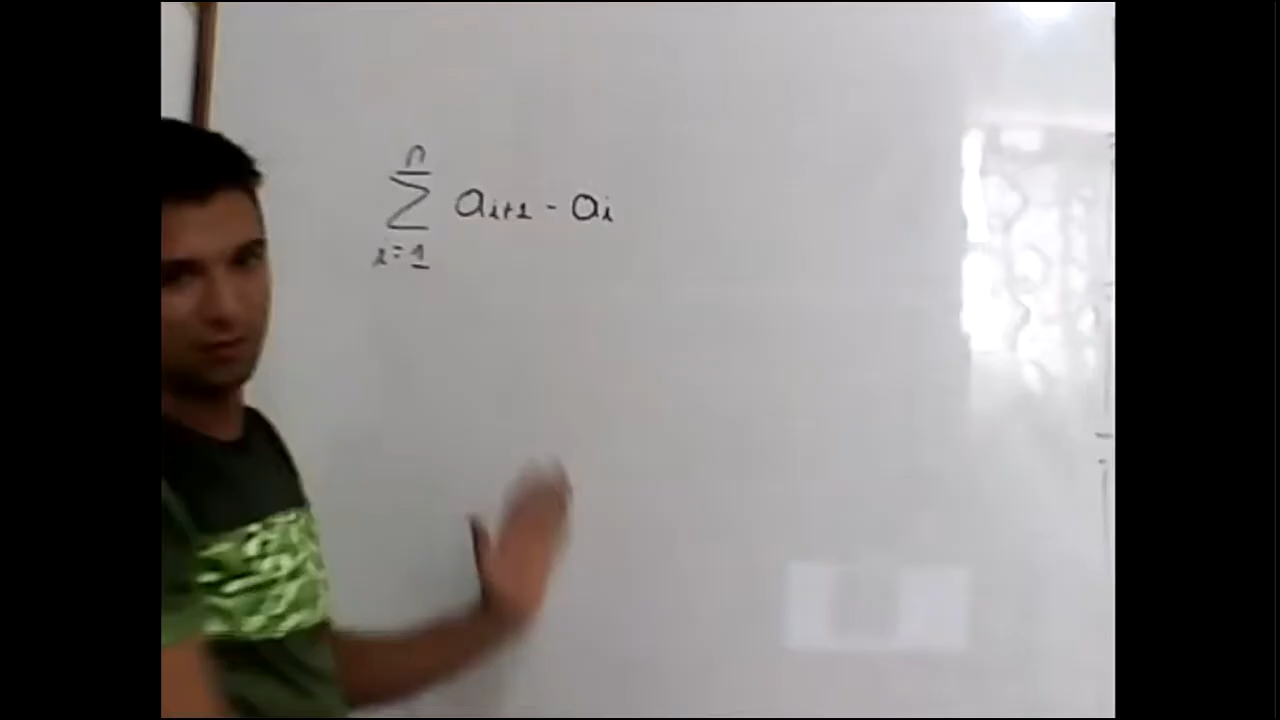 n
∑ aᵢ₊₁ - aᵢ
i=1